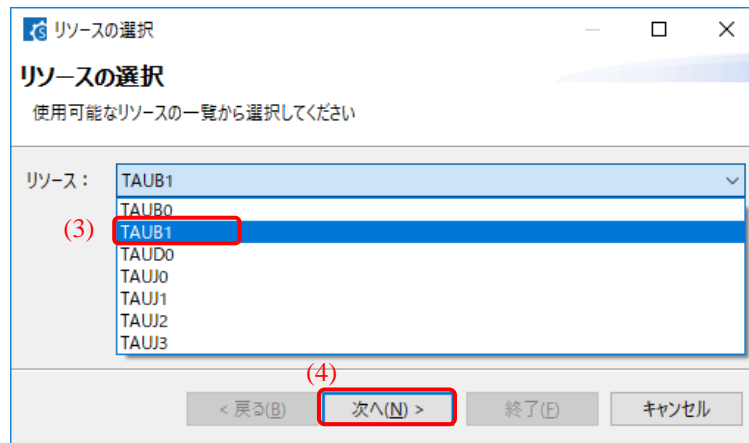 リソースの選択
リソースの選択
使用可能なリソースの一覧から選択してください
リソース： TAUB1
TAUB0
(3) TAUB1
TAUD0
TAUJ0
TAUJ1
TAUJ2
TAUJ3
(4)
< 戻る(B) 次へ(N) > 終了(F) キャンセル